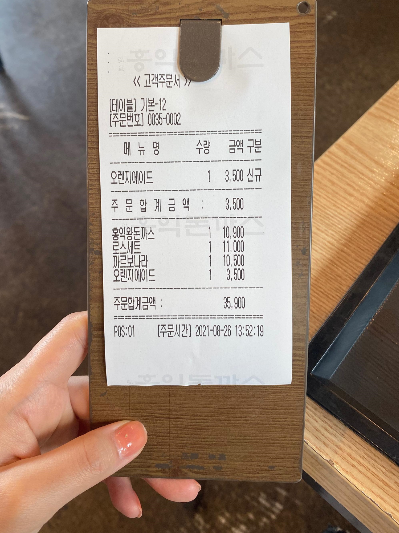 << 고객주문서 >>
[테이블] 기본-12
[주문번호] 0095-0002
메 뉴 명 수량 금액 구분
오렌지에이드 1 3,500 신규
주 문 합 계 금 액 : 3,500
홍익왕돈까스 1 10,900
로스세트 1 11,000
까르보나라 1 10,500
오렌지에이드 1 3,500
주문합계금액 : 35,900
POS:01 [주문시간] 2021-08-26 13:52:19